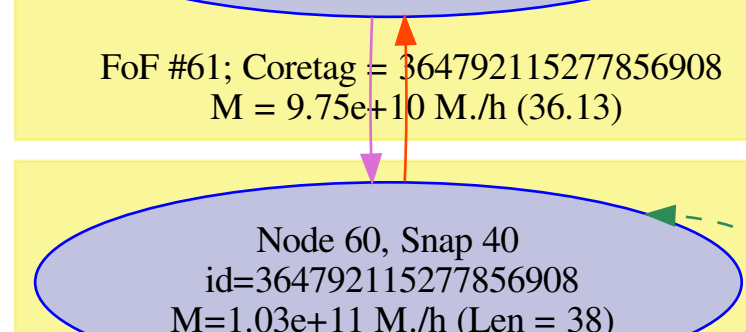 FoF #61; Coretag = 364792115277856908
M = 9.75e+10 M./h (36.13)
Node 60, Snap 40
id=364792115277856908
M=1.03e+11 M./h (Len = 38)